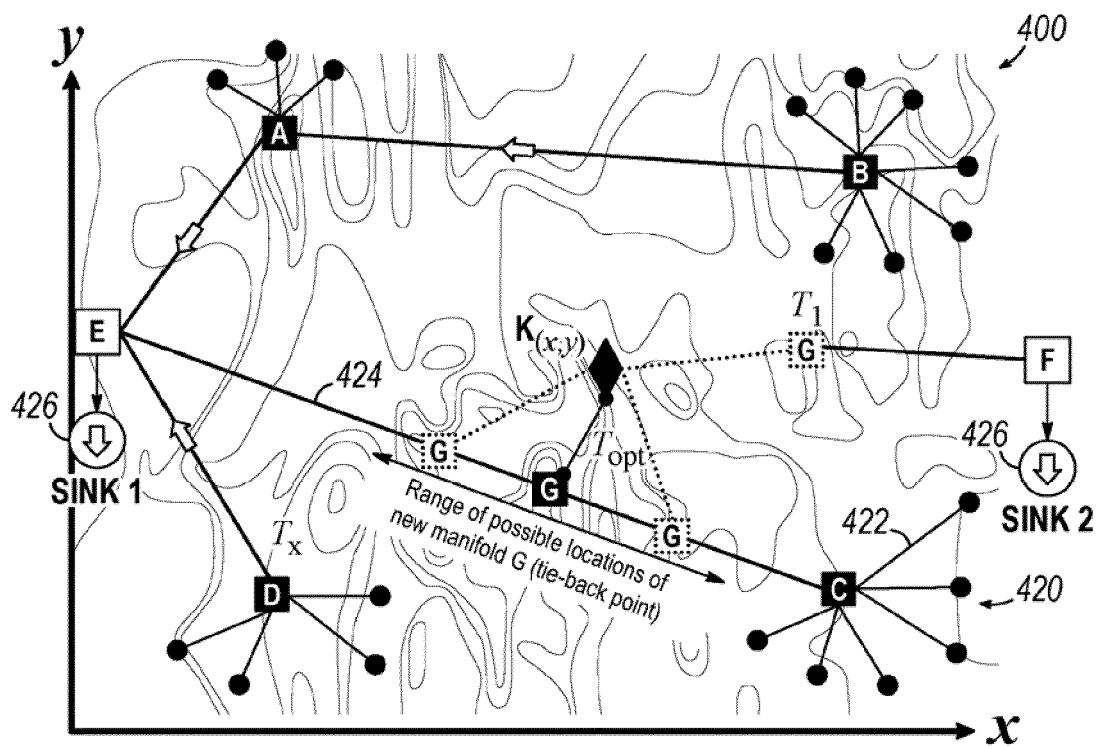 y
400
A
B
T1
K(x,y)
G
E
F
424
426
G
Topt
426
G
SINK 1
Range of possible locations of
new manifold G (tie-back point)
G
422
SINK 2
Tx
D
C
420
x